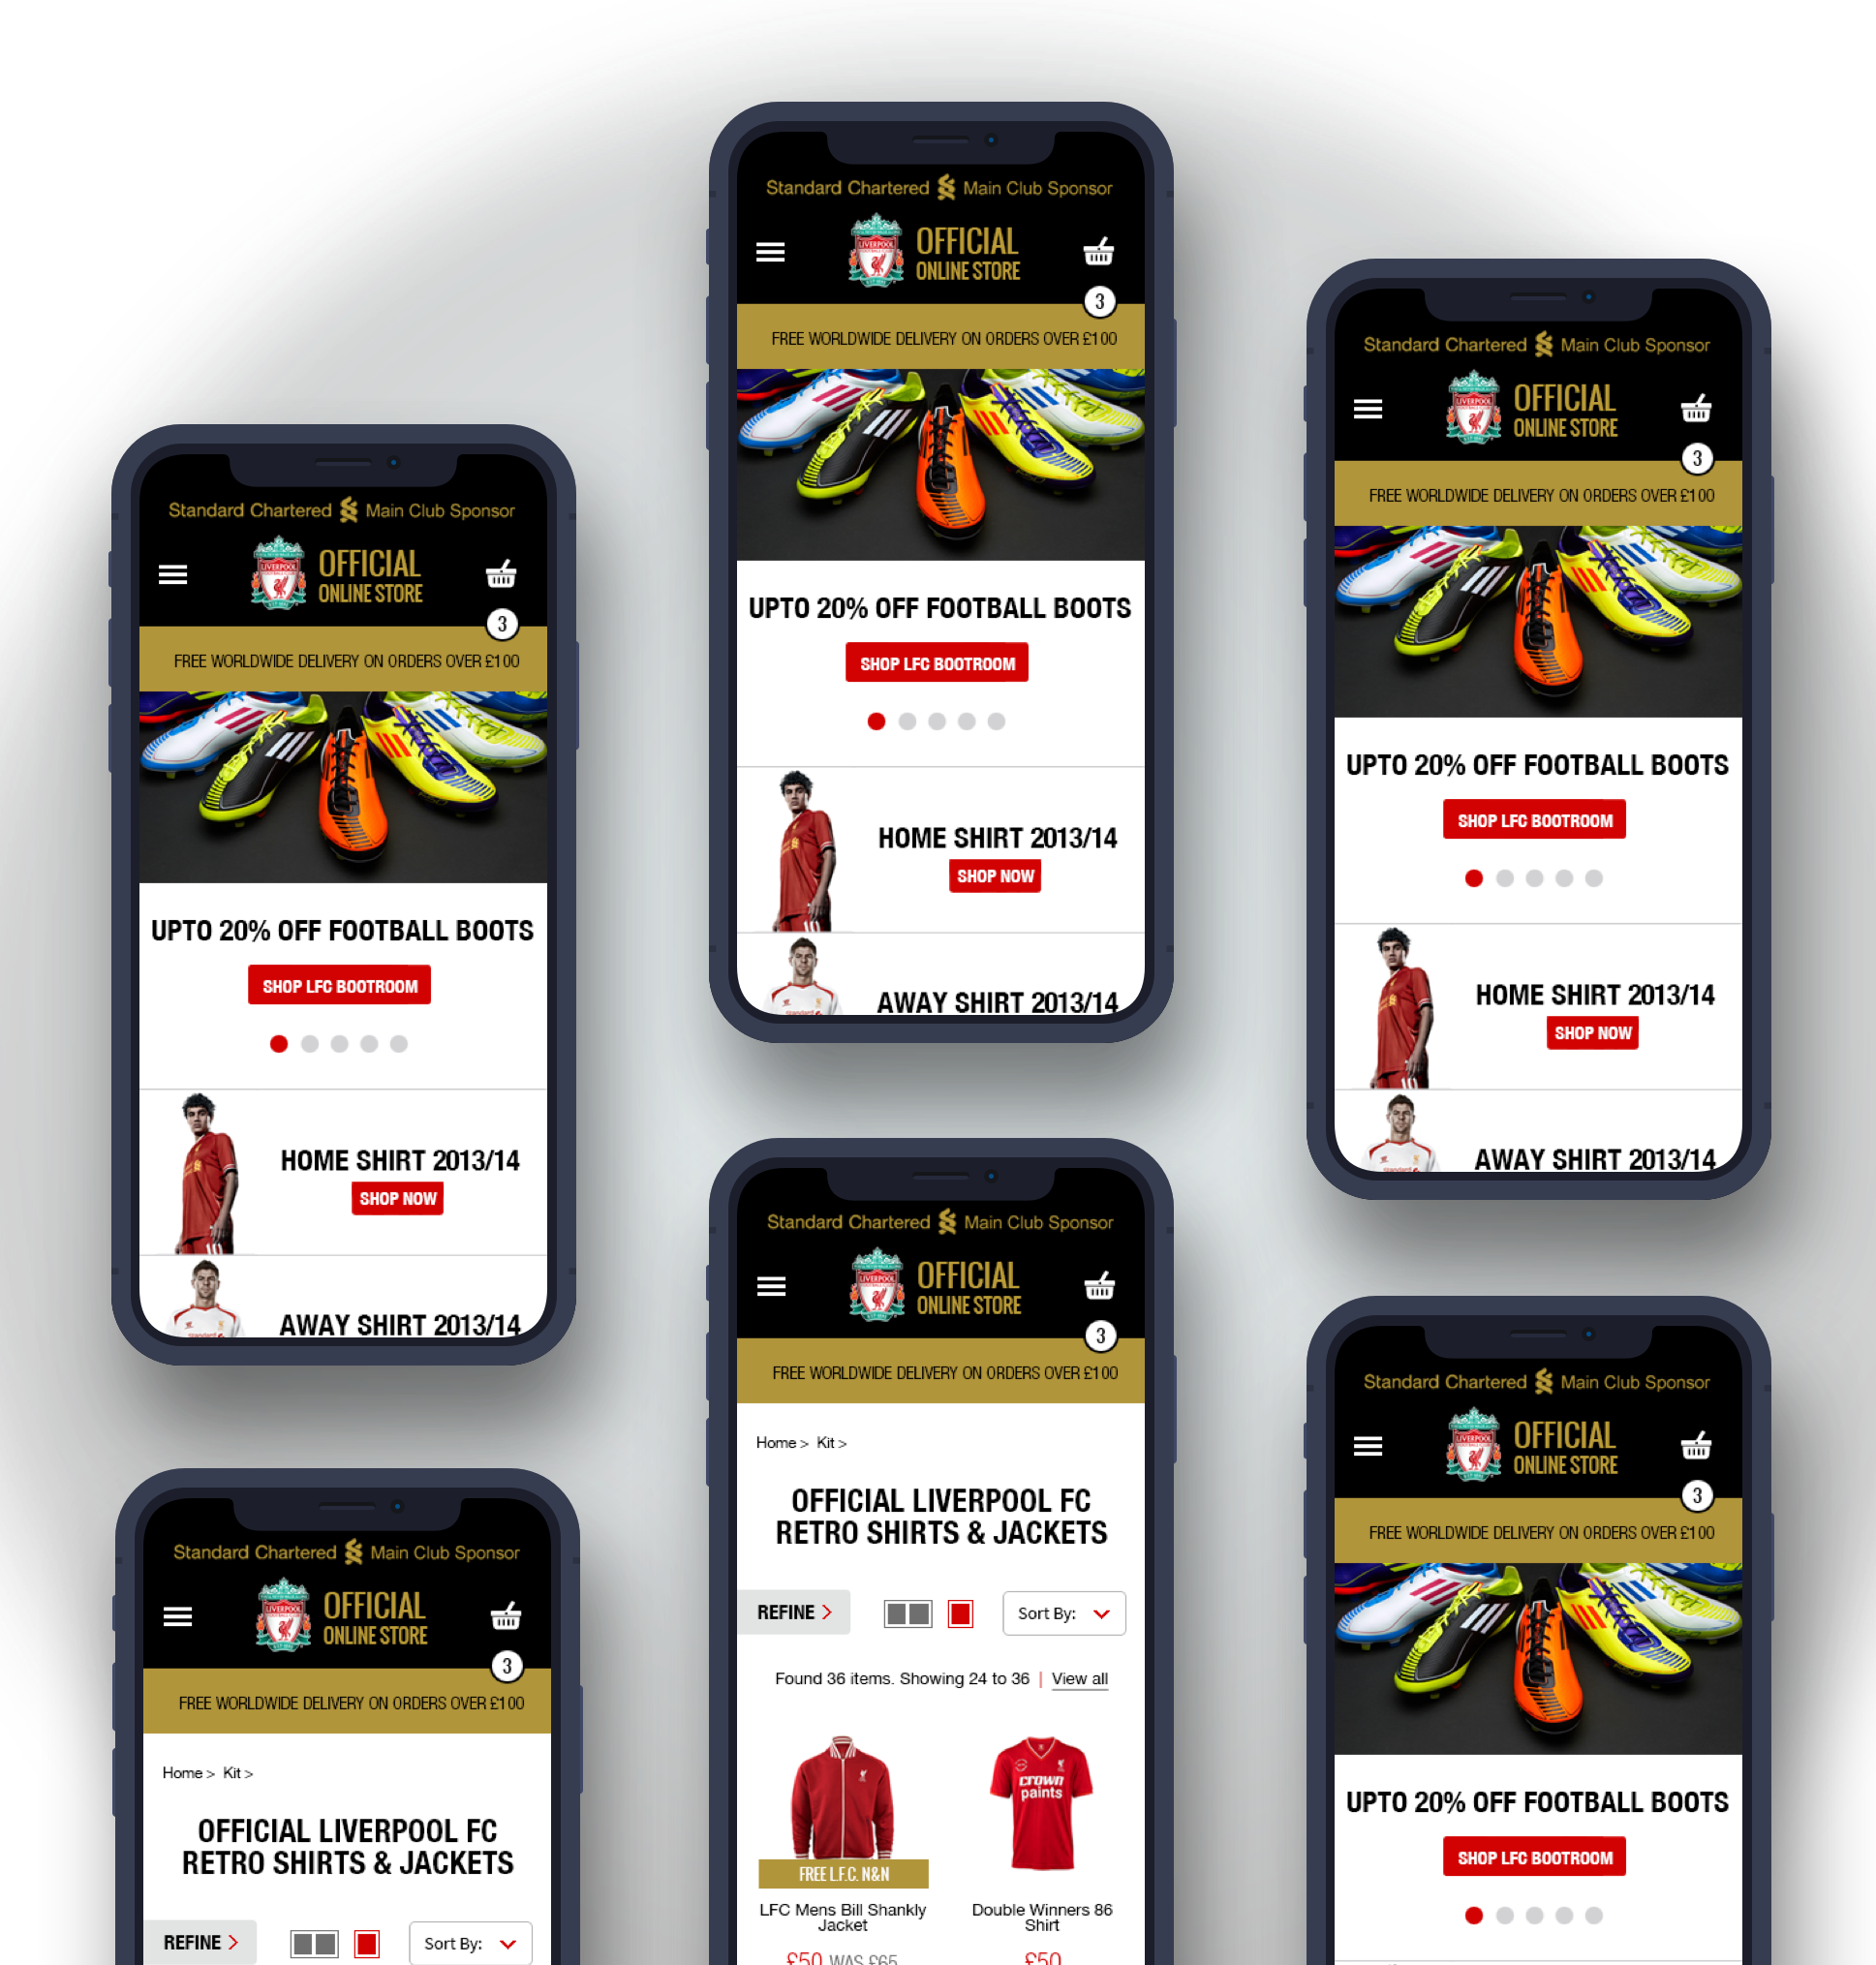 Standard Chartered Main Club Sponsor
LIVERPOOL
OFFICIAL
ONLINE STORE
3
FREE WORLDWIDE DELIVERY ON ORDERS OVER £100
UPTO 20% OFF FOOTBALL BOOTS
SHOP LFC BOOTROOM
HOME SHIRT 2013/14
SHOP NOW
AWAY SHIRT 2013/14
Standard Chartered Main Club Sponsor
LIVERPOOL
OFFICIAL
ONLINE STORE
3
FREE WORLDWIDE DELIVERY ON ORDERS OVER £100
UPTO 20% OFF FOOTBALL BOOTS
SHOP LFC BOOTROOM
HOME SHIRT 2013/14
SHOP NOW
AWAY SHIRT 2013/14
Standard Chartered Main Club Sponsor
LIVERPOOL
OFFICIAL
ONLINE STORE
3
FREE WORLDWIDE DELIVERY ON ORDERS OVER £100
UPTO 20% OFF FOOTBALL BOOTS
SHOP LFC BOOTROOM
HOME SHIRT 2013/14
SHOP NOW
AWAY SHIRT 2013/14
Standard Chartered Main Club Sponsor
LIVERPOOL
OFFICIAL
ONLINE STORE
3
FREE WORLDWIDE DELIVERY ON ORDERS OVER £100
Home > Kit >
OFFICIAL LIVERPOOL FC
RETRO SHIRTS & JACKETS
REFINE >
Sort By:
Standard Chartered Main Club Sponsor
LIVERPOOL
OFFICIAL
ONLINE STORE
3
FREE WORLDWIDE DELIVERY ON ORDERS OVER £100
Home > Kit >
OFFICIAL LIVERPOOL FC
RETRO SHIRTS & JACKETS
REFINE >
Sort By:
Found 36 items. Showing 24 to 36 | View all
crown
paints
FREE L.F.C. N&N
LFC Mens Bill Shankly
Jacket
£50 WAS £65
Double Winners 86
Shirt
£50
Standard Chartered Main Club Sponsor
LIVERPOOL
OFFICIAL
ONLINE STORE
3
FREE WORLDWIDE DELIVERY ON ORDERS OVER £100
UPTO 20% OFF FOOTBALL BOOTS
SHOP LFC BOOTROOM